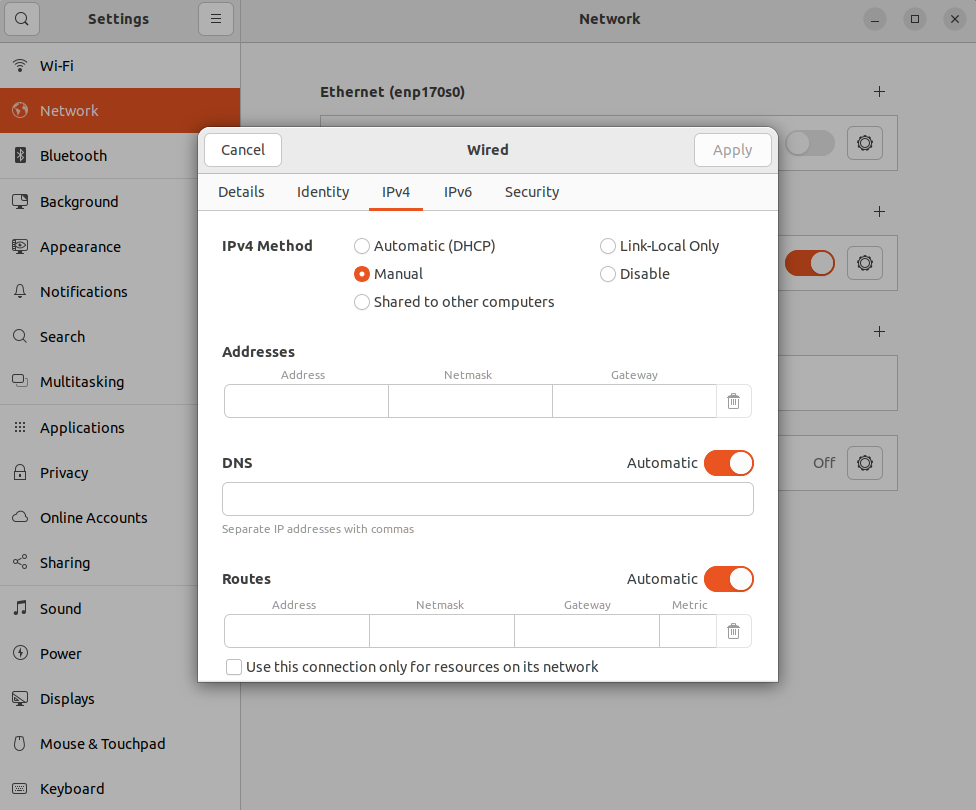 Settings
Network
Wi-Fi
Network
Bluetooth
Background
Appearance
Notifications
Search
Multitasking
Applications
Privacy
Online Accounts
Sharing
Sound
Power
Displays
Mouse & Touchpad
Keyboard
Ethernet (enp170s0)
Off
Cancel
Wired
Apply
Details Identity IPv4 IPv6 Security
IPv4 Method
Automatic (DHCP) Link-Local Only
Manual Disable
Shared to other computers
Addresses
Address Netmask Gateway
DNS Automatic
Separate IP addresses with commas
Routes Automatic
Address Netmask Gateway Metric
Use this connection only for resources on its network